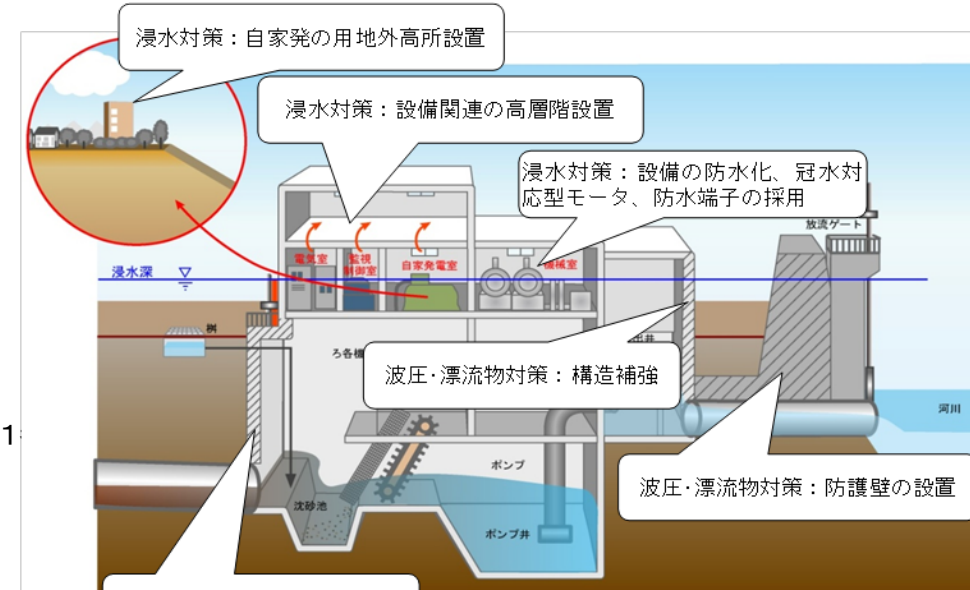 浸水対策：自家発の用地外高所設置
浸水対策：設備関連の高層階設置
浸水対策：設備の防水化、冠水対
応型モータ、防水端子の採用
放流ゲート
電気室
監視
制御室
自家発電室
機械室
浸水深
桝
波圧・漂流物対策：構造補強
河川
1
ポンプ
波圧・漂流物対策：防護壁の設置
沈砂池
ポンプ井